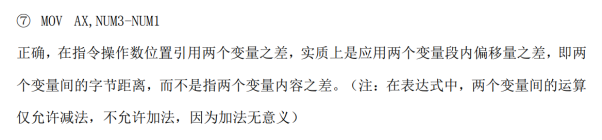 ⑦ MOV AX,NUM3-NUM1
正确，在指令操作数位置引用两个变量之差，实质上是应用两个变量段内偏移量之差，即两
个变量间的字节距离，而不是指两个变量内容之差。（注：在表达式中，两个变量间的运算
仅允许减法，不允许加法，因为加法无意义）